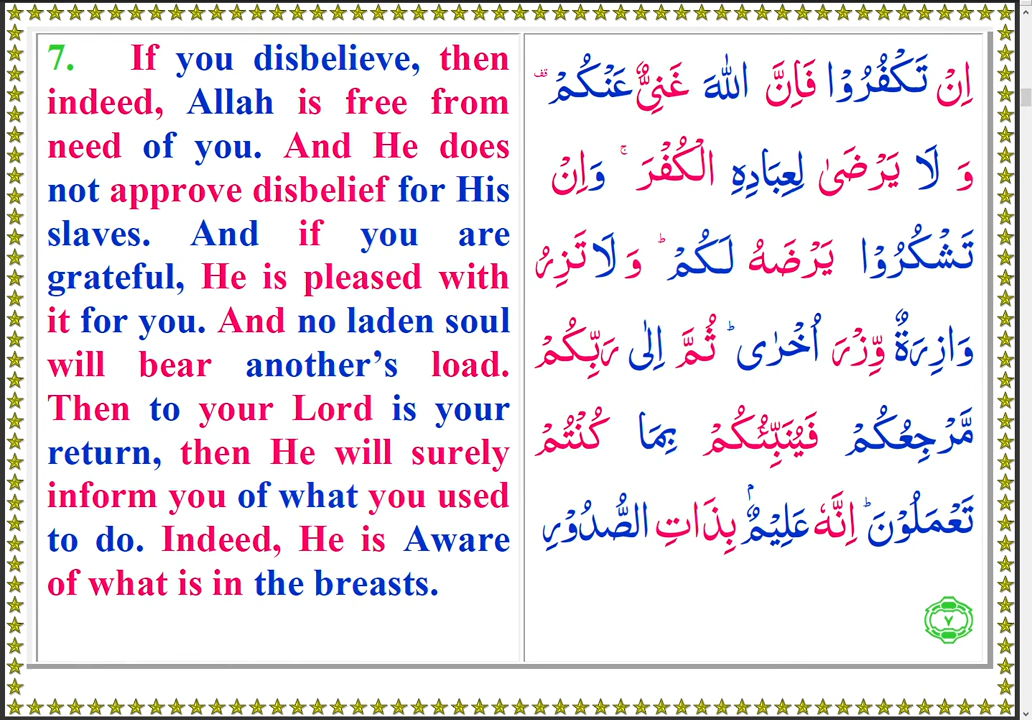 7. If you disbelieve, then
indeed, Allah is free from
need of you. And He does
not approve disbelief for His
slaves. And if you are
grateful, He is pleased with
it for you. And no laden soul
will bear another’s load.
Then to your Lord is your
return, then He will surely
inform you of what you used
to do. Indeed, He is Aware
of what is in the breasts.
اِنْ تَكْفُرُوْا فَاِنَّ اللّٰهَ غَنِيٌّ عَنْكُمْ ۫
وَ لَا يَرْضَىٰ لِعِبَادِهِ الْكُفْرَ ۚ وَاِنْ
تَشْكُرُوْا يَرْضَهُ لَكُمْ ؕ وَ لَا تَزِرُ
وَازِرَةٌ وِّزْرَ اُخْرٰى ؕ ثُمَّ اِلٰى رَبِّكُمْ
مَّرْجِعُكُمْ فَيُنَبِّئُكُمْ بِمَا كُنْتُمْ
تَعْمَلُوْنَ ؕ اِنَّهٗ عَلِيْمٌۢ بِذَاتِ الصُّدُوْرِ
٧